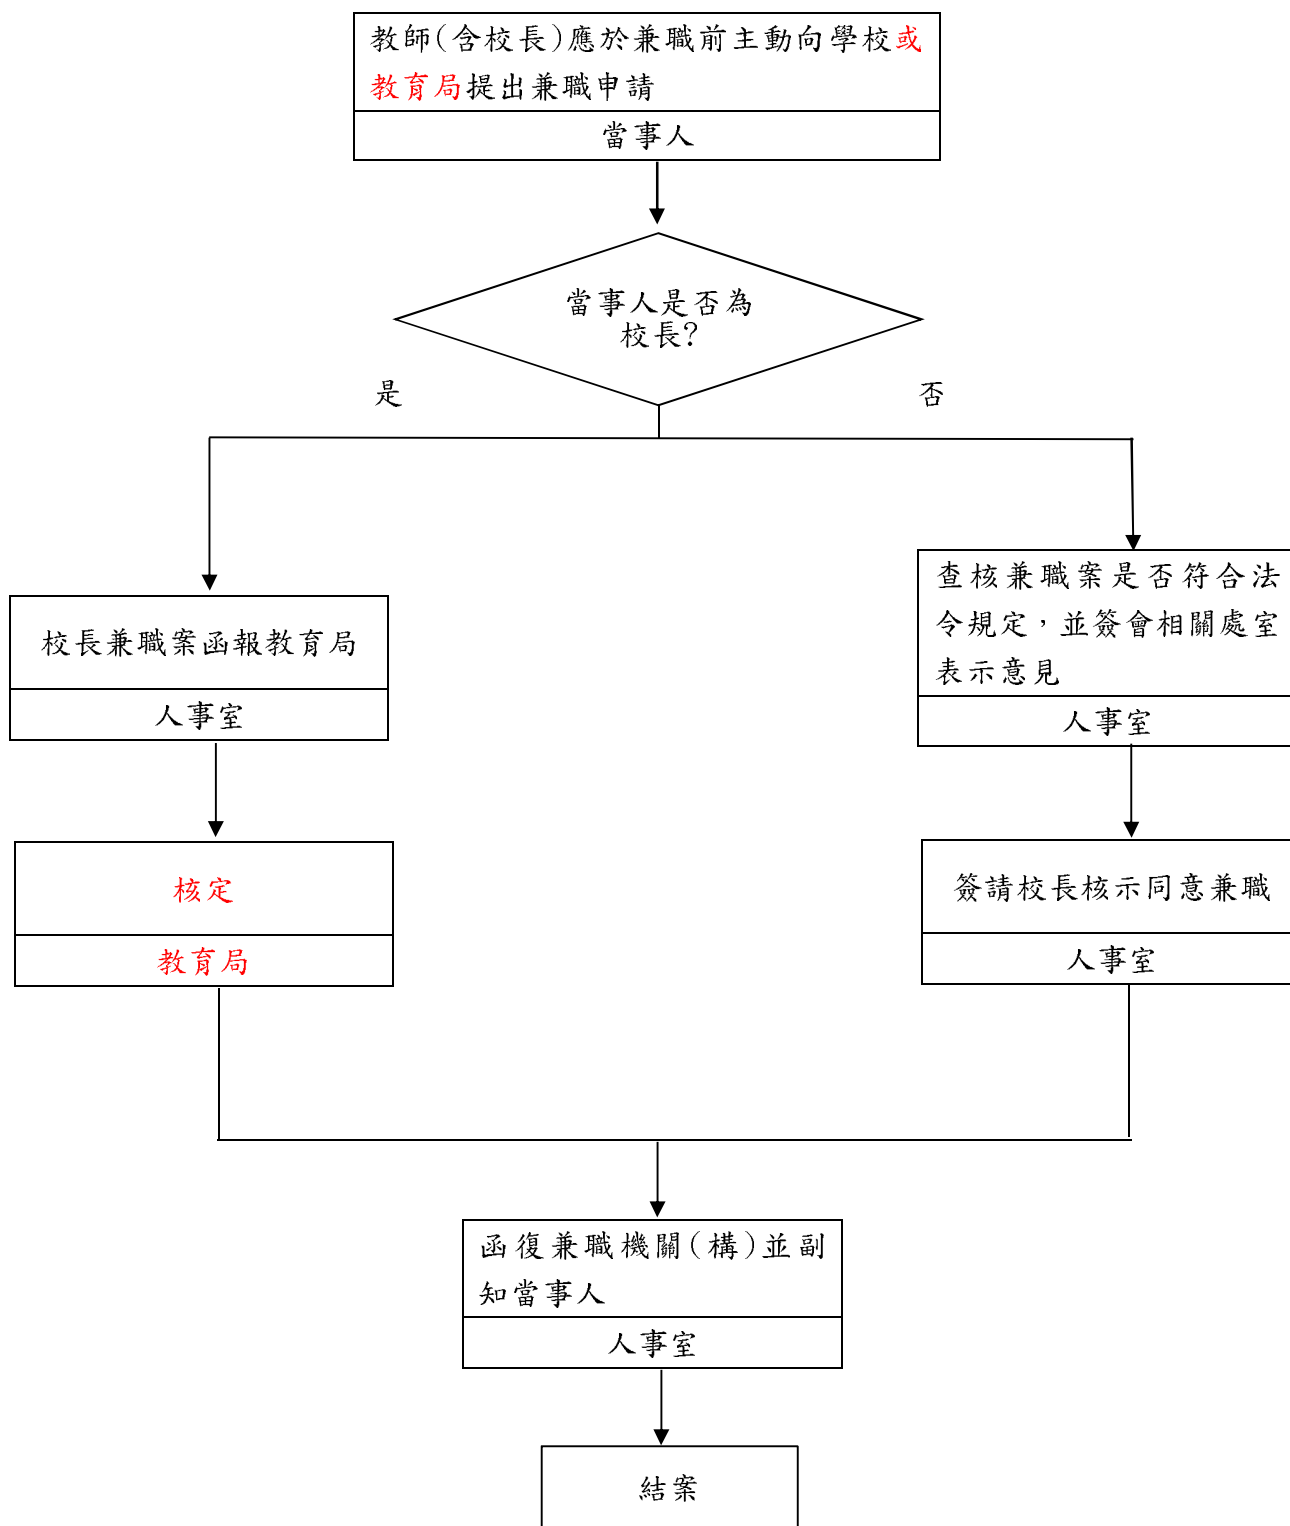 教師(含校長)應於兼職前主動向學校或
教育局提出兼職申請
當事人
當事人是否為
校長?
是
否
校長兼職案函報教育局
人事室
查核兼職案是否符合法
令規定，並簽會相關處室
表示意見
人事室
核定
教育局
簽請校長核示同意兼職
人事室
函復兼職機關(構)並副
知當事人
人事室
結案